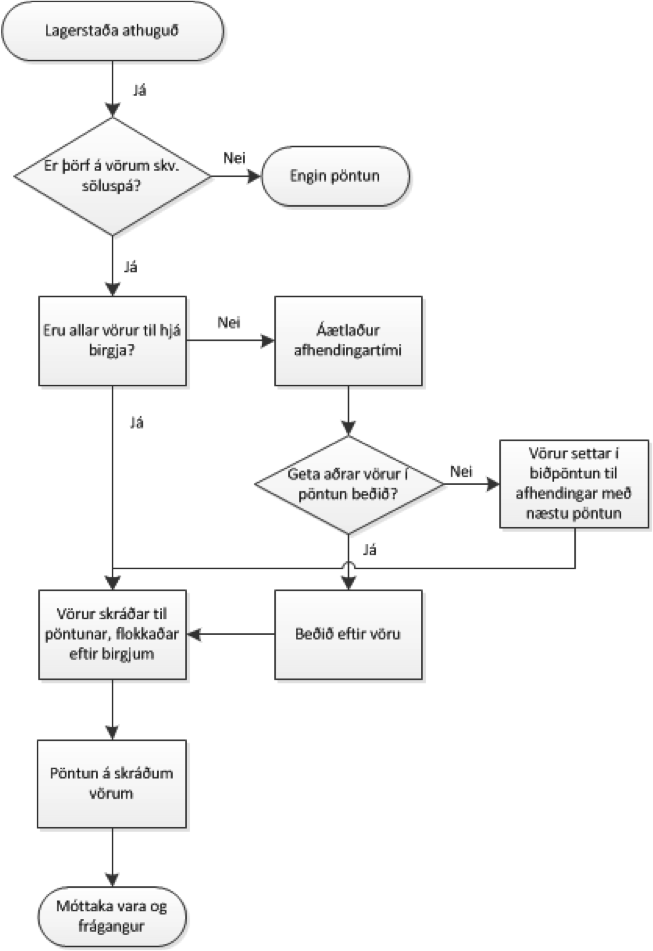 Lagerstaða athuguð
Já
Er þörf á vörum skv.
söluspá?
Nei
Engin pöntun
Já
Eru allar vörur til hjá
birgja?
Nei
Áætlaður
afhendingartími
Já
Geta aðrar vörur í
pöntun beðið?
Nei
Vörur settar í
biðpöntun til
afhendingar með
næstu pöntun
Já
Vörur skráðar til
pöntunar, flokkaðar
eftir birgjum
Beðið eftir vöru
Pöntun á skráðum
vörum
Móttaka vara og
frágangur